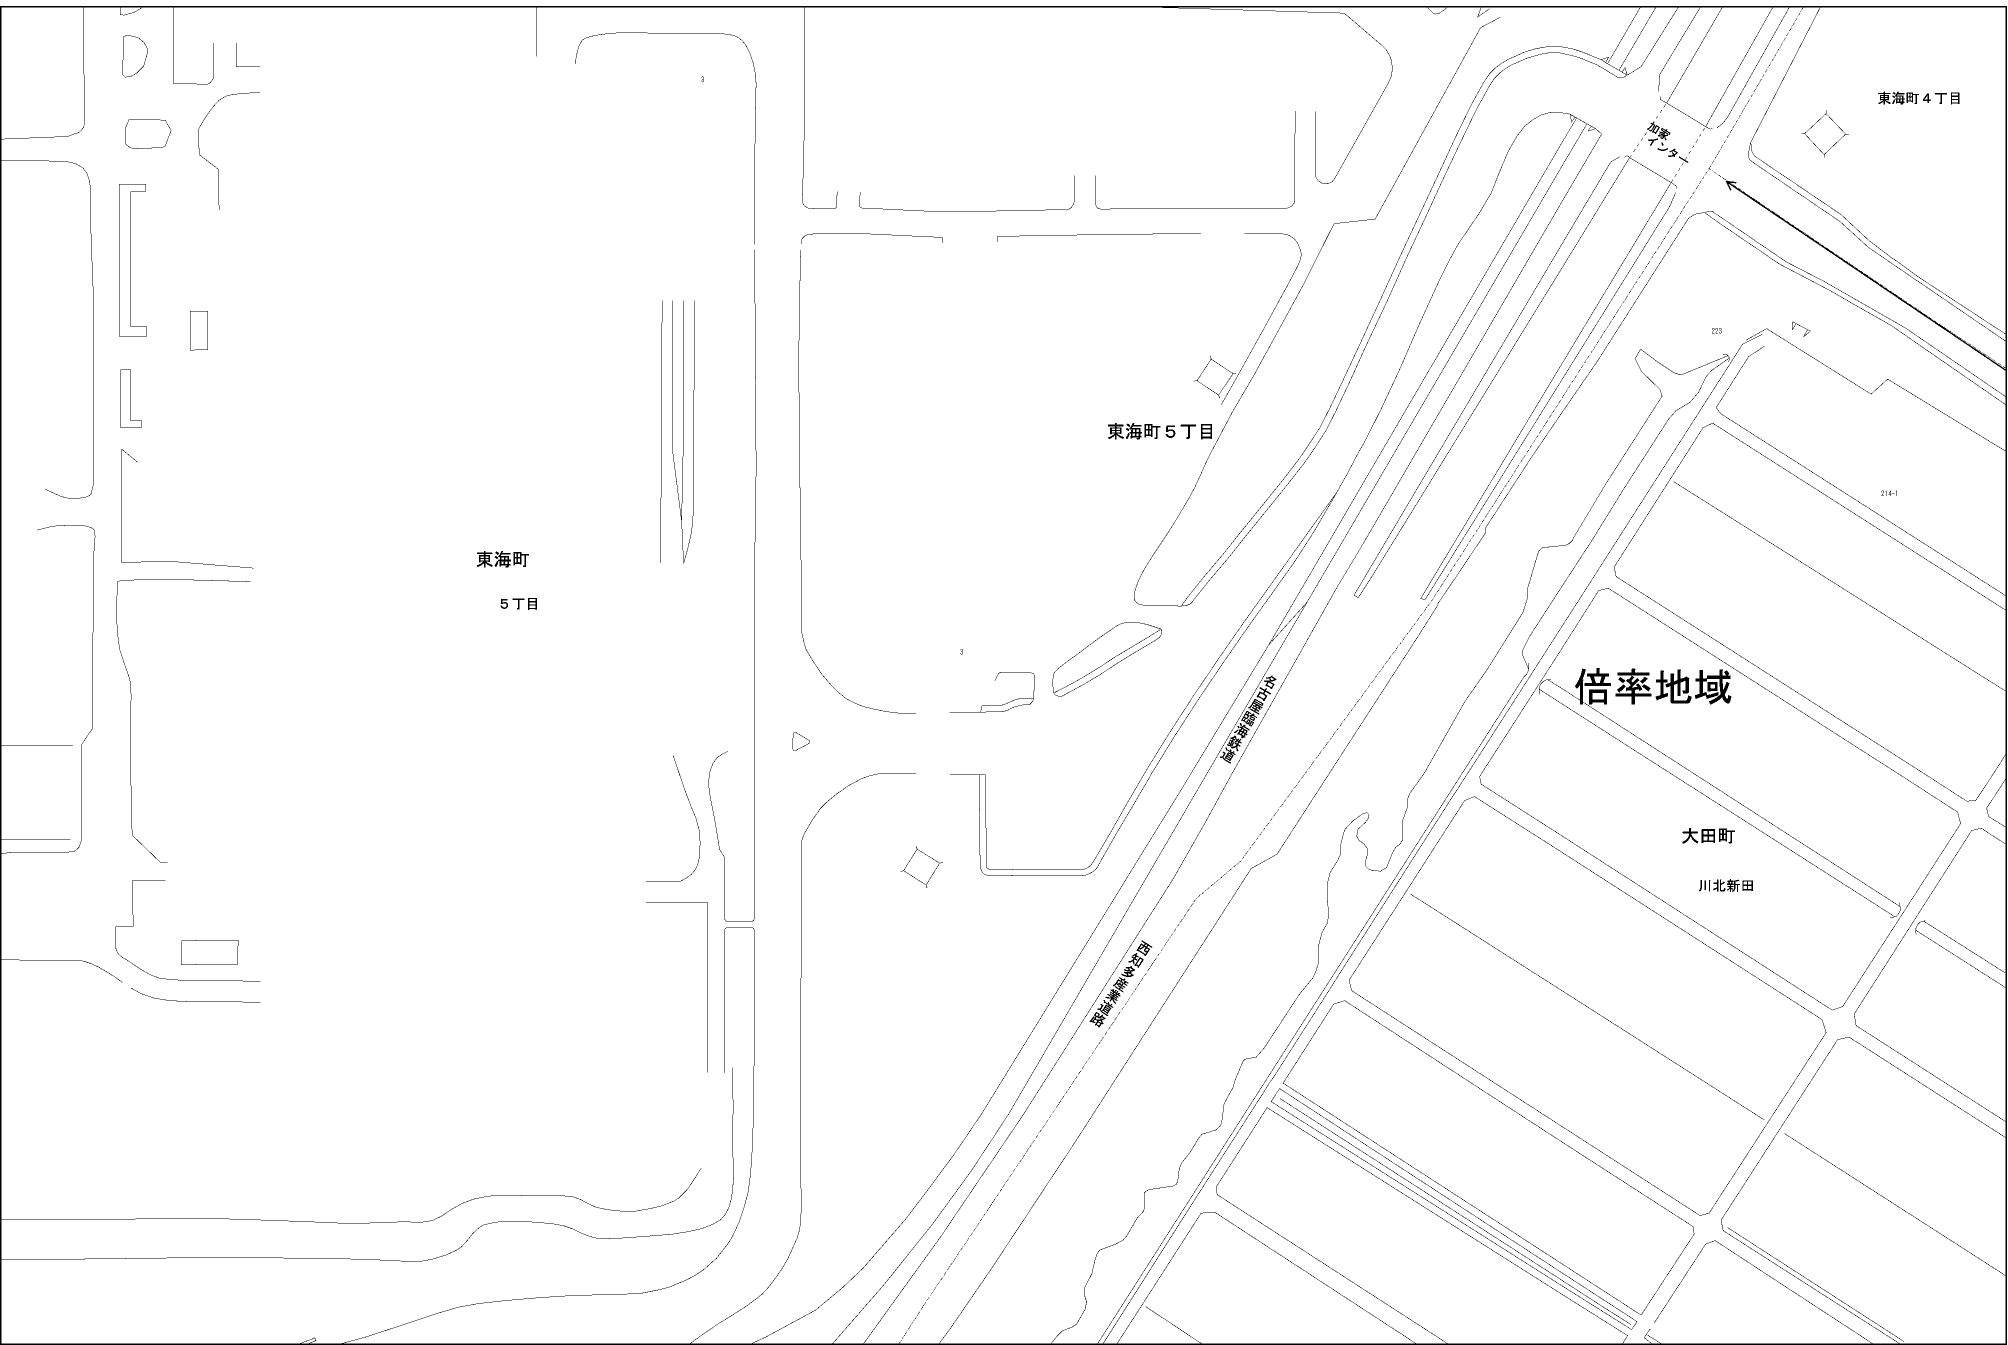 3
東海町４丁目
加家
インター
223
東海町５丁目
214-1
東海町
５丁目
3
倍率地域
名古屋臨海鉄道
大田町
川北新田
西知多産業道路